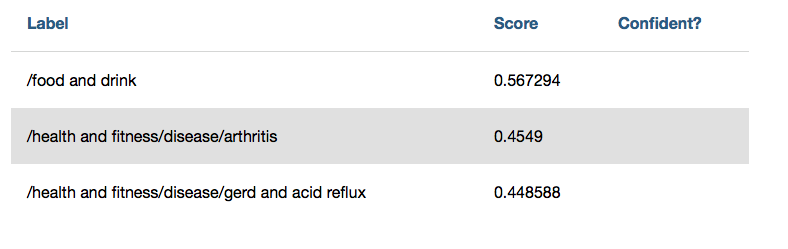 Label Score Confident?
/food and drink 0.567294
/health and fitness/disease/arthritis 0.4549
/health and fitness/disease/gerd and acid reflux 0.448588